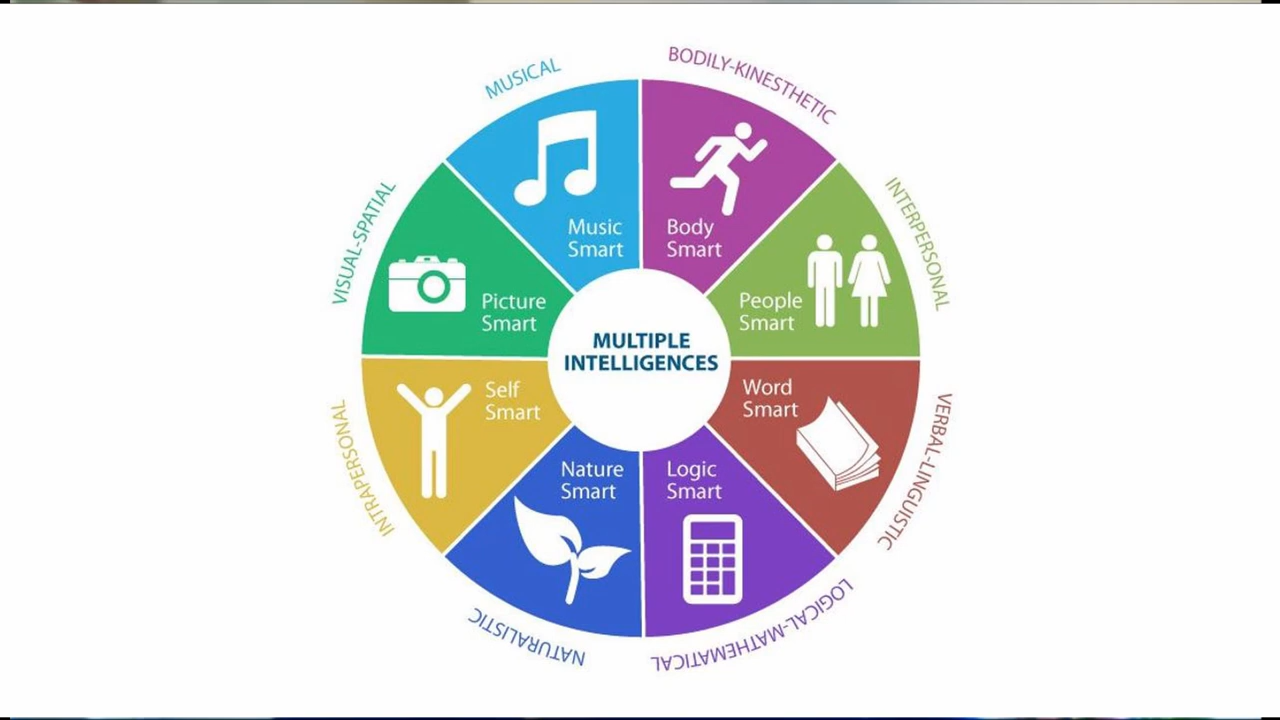 MUSICAL
BODILY-KINESTHETIC
INTERPERSONAL
VERBAL-LINGUISTIC
LOGICAL-MATHEMATICAL
NATURALISTIC
INTRAPERSONAL
VISUAL-SPATIAL
Music
Smart
Body
Smart
People
Smart
Word
Smart
Logic
Smart
Nature
Smart
Self
Smart
Picture
Smart
MULTIPLE
INTELLIGENCES